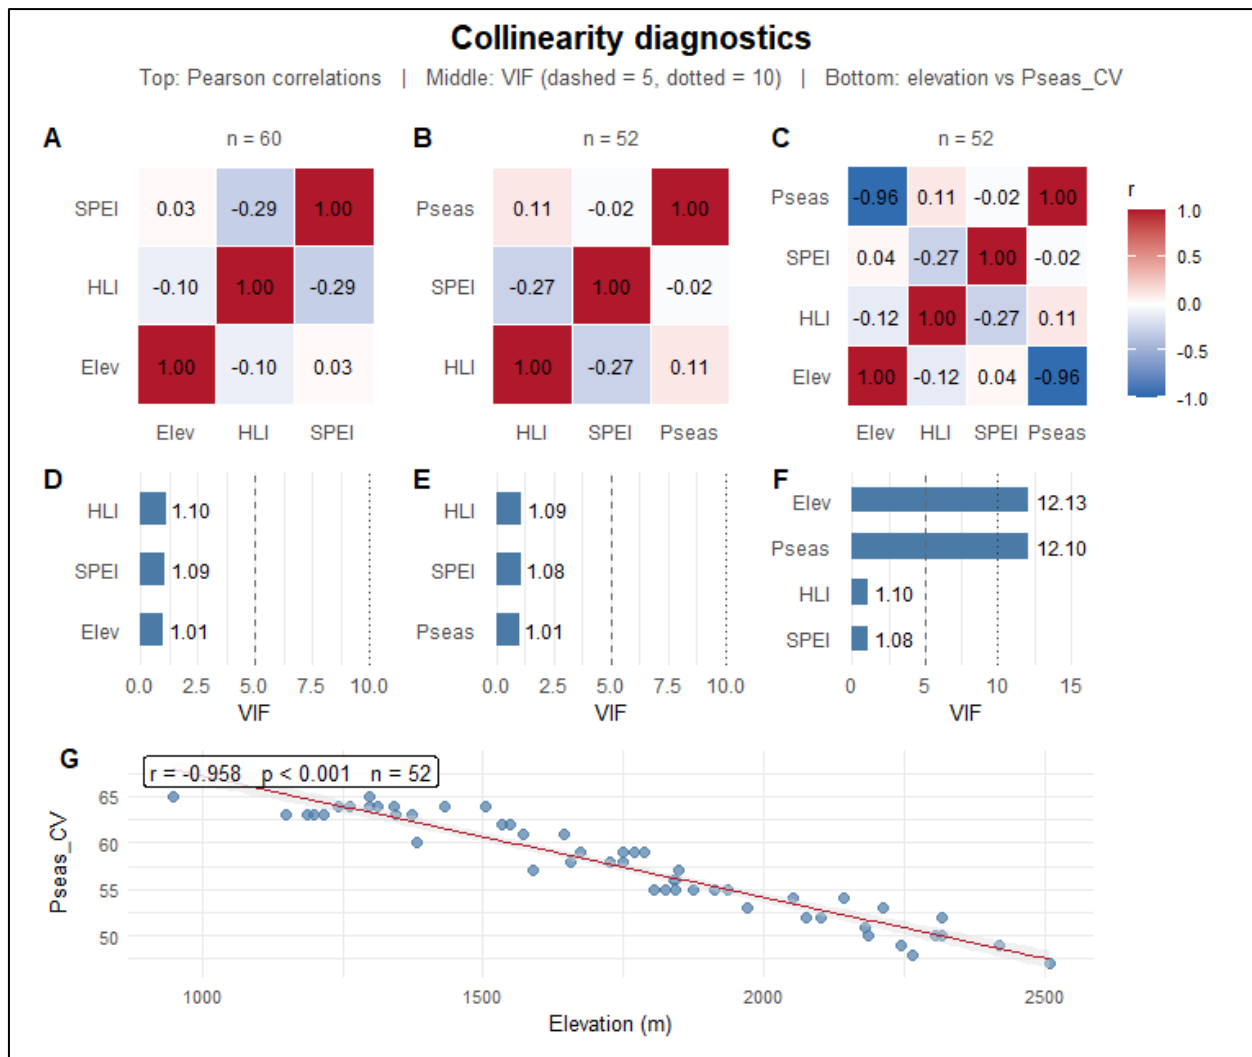 Collinearity diagnostics
Top: Pearson correlations | Middle: VIF (dashed = 5, dotted = 10) | Bottom: elevation vs Pseas_CV
A n = 60
SPEI 0.03 -0.29 1.00
HLI -0.10 1.00 -0.29
Elev 1.00 -0.10 0.03
Elev HLI SPEI
B n = 52
Pseas 0.11 -0.02 1.00
SPEI -0.27 1.00 -0.02
HLI 1.00 -0.27 0.11
HLI SPEI Pseas
C n = 52
Pseas -0.96 0.11 -0.02 1.00
SPEI 0.04 -0.27 1.00 -0.02
HLI -0.12 1.00 -0.27 0.11
Elev 1.00 -0.12 0.04 -0.96
Elev HLI SPEI Pseas
r
1.0
0.5
0.0
-0.5
-1.0
D
HLI 1.10
SPEI 1.09
Elev 1.01
0.0 2.5 5.0 7.5 10.0
VIF
E
HLI 1.09
SPEI 1.08
Pseas 1.01
0.0 2.5 5.0 7.5 10.0
VIF
F
Elev 12.13
Pseas 12.10
HLI 1.10
SPEI 1.08
0 5 10 15
VIF
G
r = -0.958 p < 0.001 n = 52
Pseas_CV
65
60
55
50
1000 1500 2000 2500
Elevation (m)